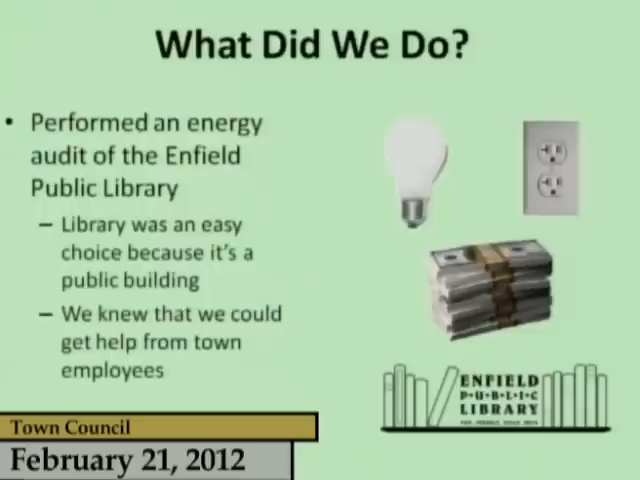 What Did We Do?
• Performed an energy
audit of the Enfield
Public Library
– Library was an easy
choice because it's a
public building
– We knew that we could
get help from town
employees
ENFIELD
P•U•B•L•I•C
LIBRARY
Town Council
February 21, 2012